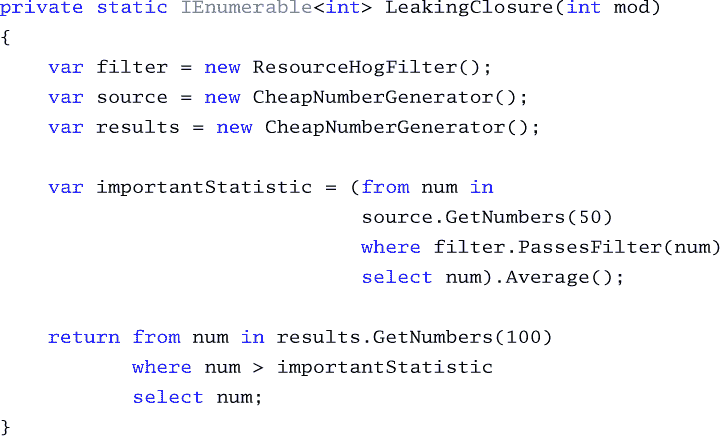 private static IEnumerable<int> LeakingClosure(int mod)
{
    var filter = new ResourceHogFilter();
    var source = new CheapNumberGenerator();
    var results = new CheapNumberGenerator();

    var importantStatistic = (from num in
                              source.GetNumbers(50)
                              where filter.PassesFilter(num)
                              select num).Average();

    return from num in results.GetNumbers(100)
           where num > importantStatistic
           select num;
}